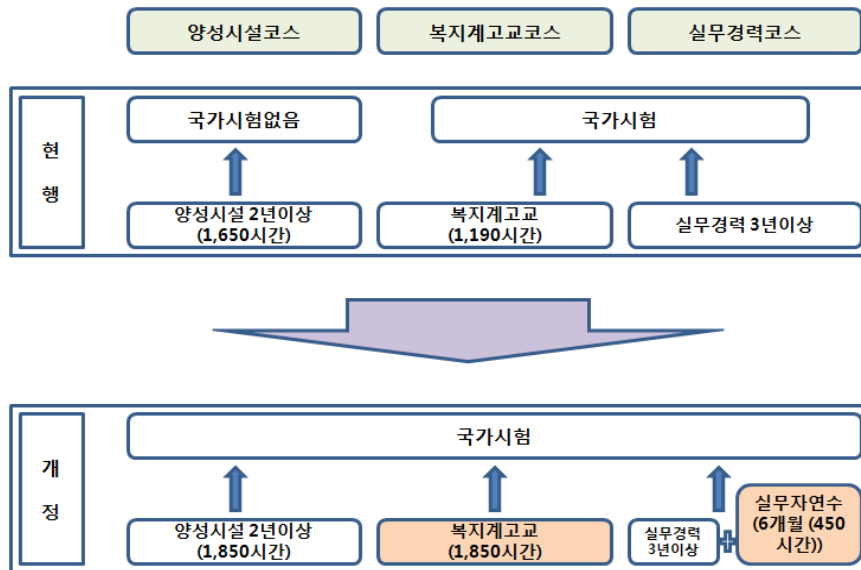 양성시설코스
복지계고교코스
실무경력코스
현
행
국가시험없음
국가시험
양성시설 2년이상
(1,650시간)
복지계고교
(1,190시간)
실무경력 3년이상
개
정
국가시험
양성시설 2년이상
(1,850시간)
복지계고교
(1,850시간)
실무경력
3년이상
실무자연수
(6개월 (450
시간))